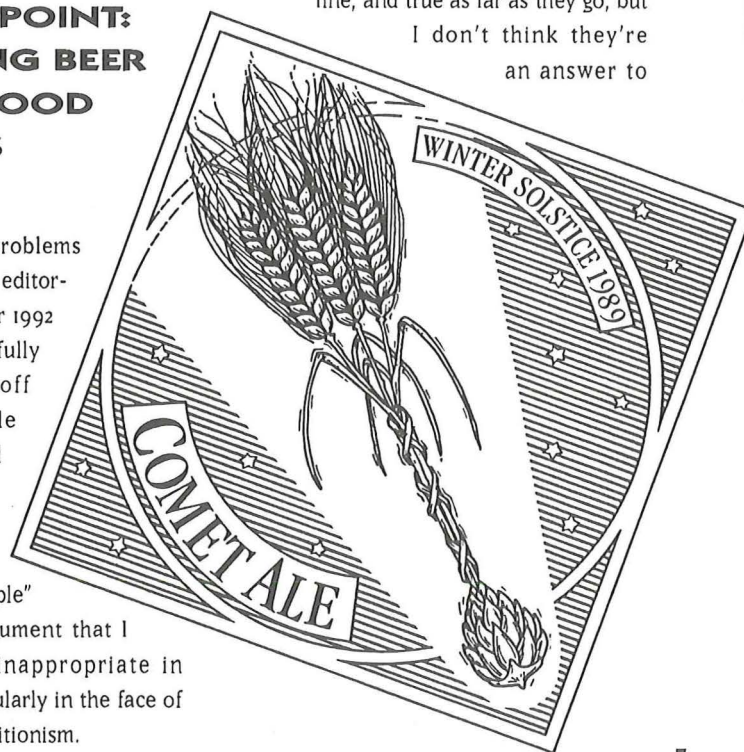 POINT:
NG BEER
OOD
S
roblems
editor-
r 1992
fully
off
le
ple"
ument that I
inappropriate in
ularly in the face of
itionism.
line, and true as far as they go, but
I don't think they're
an answer to
WINTER SOLSTICE 1989
COMET ALE